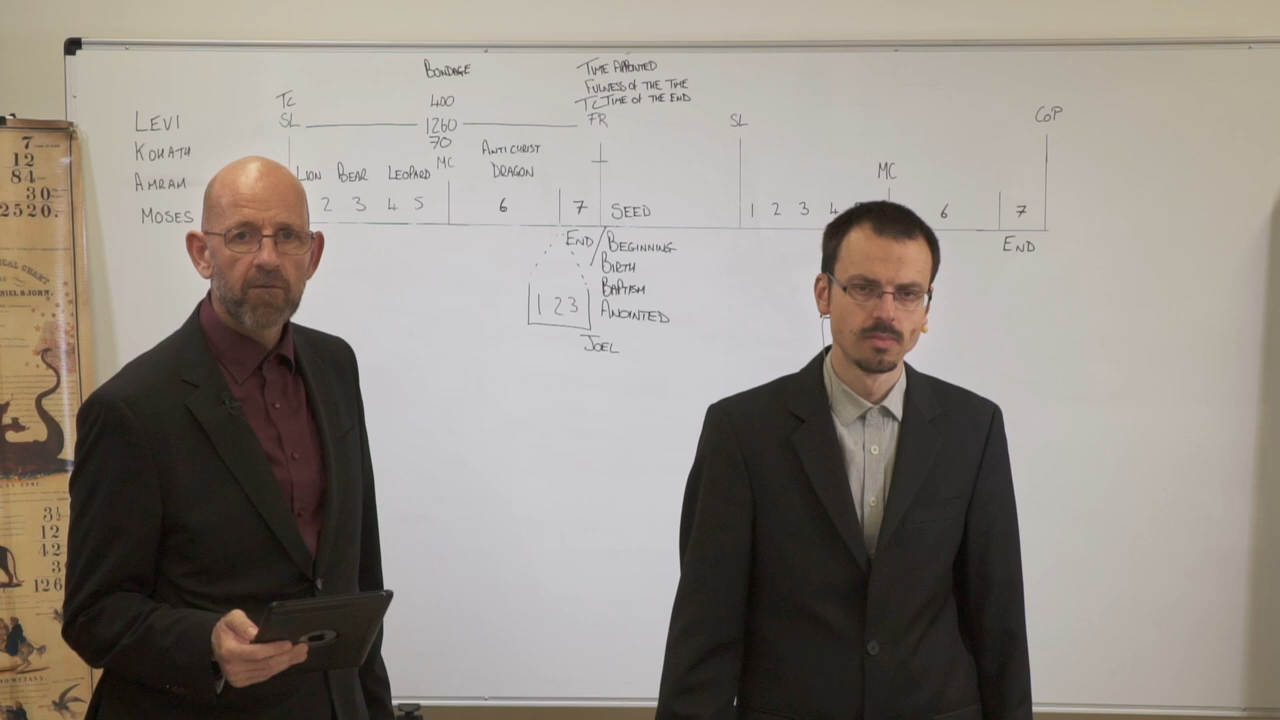 BONDAGE
TIME APPOINTED
FULNESS OF THE TIME
TC TIME OF THE END
TC
400
LEVI
SL
1260
FR
SL
CoP
KOHATH
70
AMRAM
MC
ANTICHRIST
MC
LION BEAR LEOPARD
DRAGON
MOSES
2 3 4 5
6
7
SEED
1 2 3 4
6
7
END
BEGINNING
END
BIRTH
BAPTISM
1 2 3
ANOINTED
JOEL
7
12
84
30
2520.
NIEL & JOHN.
3½
12
42
126